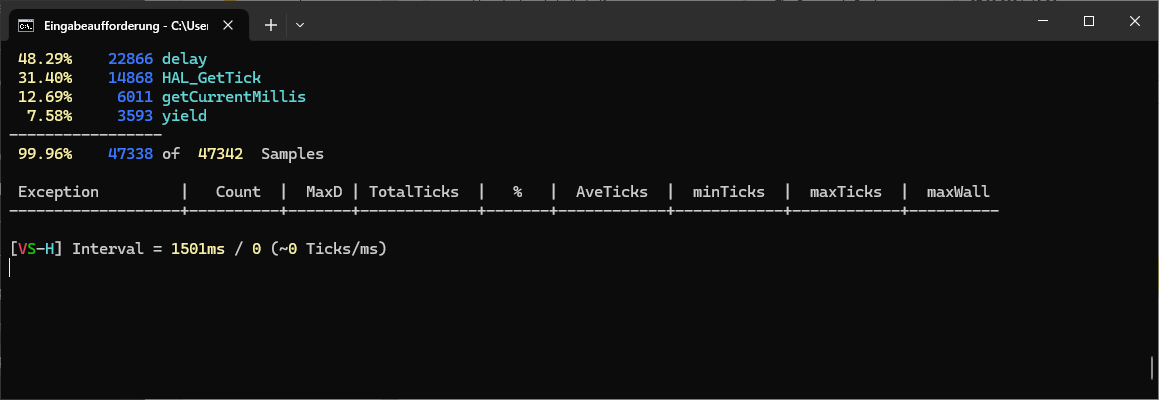 Eingabeaufforderung - C:\User
48.29% 22866 delay
31.40% 14868 HAL_GetTick
12.69% 6011 getCurrentMillis
7.58% 3593 yield
-----------------
99.96% 47338 of 47342 Samples
Exception | Count | MaxD | TotalTicks | % | AveTicks | minTicks | maxTicks | maxWall
-------------------+----------+-------+-------------+-------+------------+------------+------------+----------
[VS-H] Interval = 1501ms / 0 (~0 Ticks/ms)